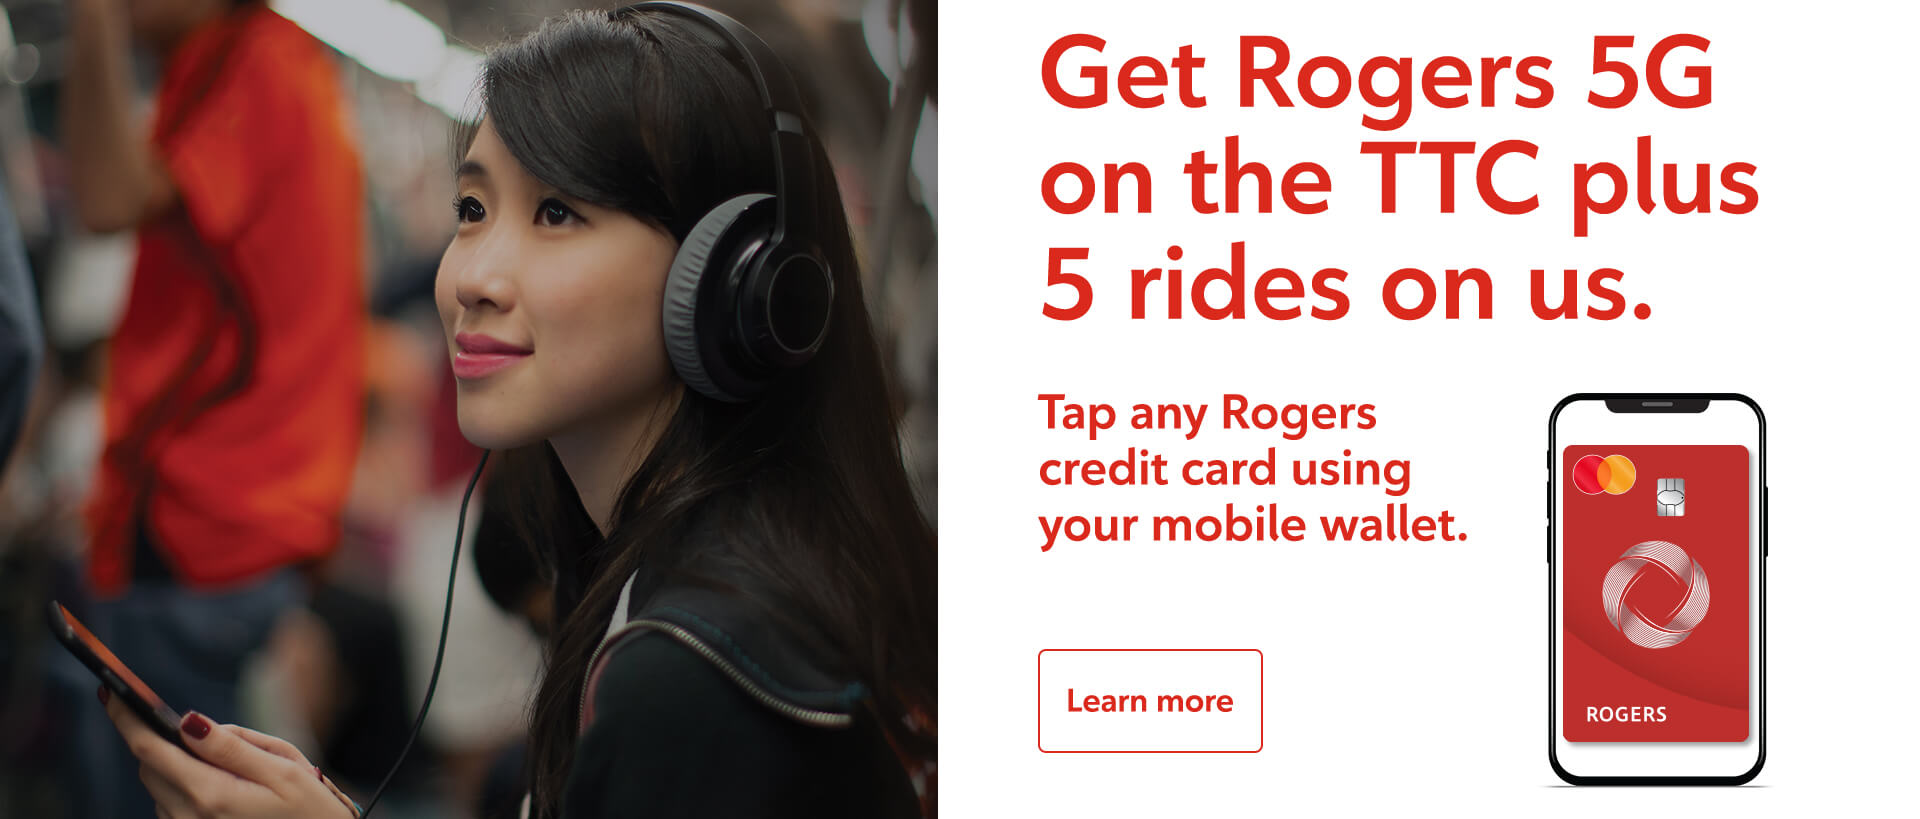 Get Rogers 5G
on the TTC plus
5 rides on us.
Tap any Rogers
credit card using
your mobile wallet.
Learn more
ROGERS